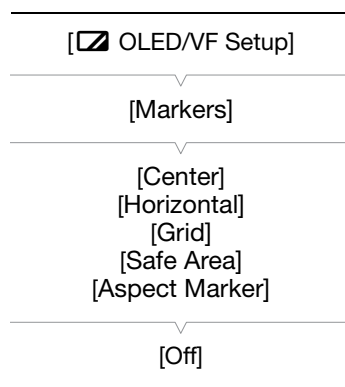 [ OLED/VF Setup]
[Markers]
[Center]
[Horizontal]
[Grid]
[Safe Area]
[Aspect Marker]
[Off]